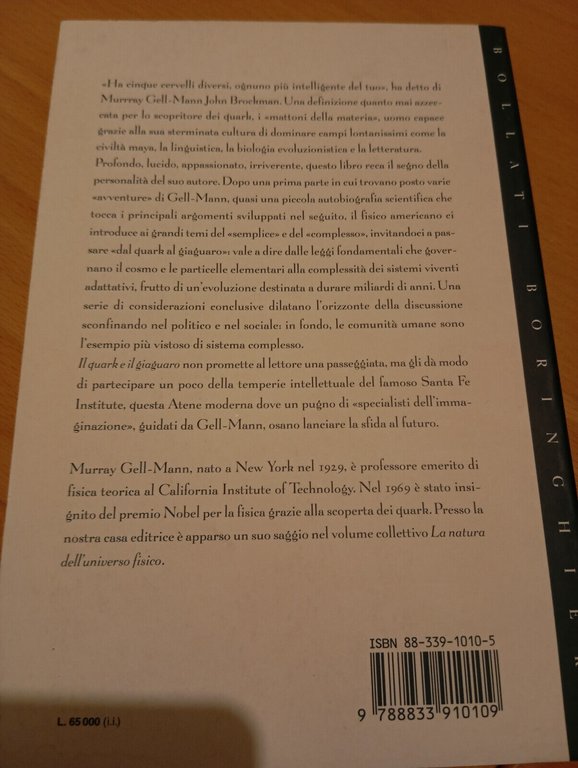 «Ha cinque cervelli diversi, ognuno più intelligente del tuo», ha detto di
Murrray Gell-Mann John Brockman. Una definizione quanto mai azzec-
cata per lo scopritore dei quark, i «mattoni della materia», uomo capace
grazie alla sua sterminata cultura di dominare campi lontanissimi come la
civiltà maya, la linguistica, la biologia evoluzionistica e la letteratura.
Profondo, lucido, appassionato, irriverente, questo libro reca il segno della
personalità del suo autore. Dopo una prima parte in cui trovano posto varie
«avventure» di Gell-Mann, quasi una piccola autobiografia scientifica che
tocca i principali argomenti sviluppati nel seguito, il fisico americano ci
introduce ai grandi temi del «semplice» e del «complesso», invitandoci a pas-
sare «dal quark al giaguaro»: vale a dire dalle leggi fondamentali che gover-
nano il cosmo e le particelle elementari alla complessità dei sistemi viventi
adattativi, frutto di un'evoluzione destinata a durare miliardi di anni. Una
serie di considerazioni conclusive dilatano l'orizzonte della discussione
sconfinando nel politico e nel sociale: in fondo, le comunità umane sono
l'esempio più vistoso di sistema complesso.
Il quark e il giaguaro non promette al lettore una passeggiata, ma gli dà modo
di partecipare un poco della temperie intellettuale del famoso Santa Fe
Institute, questa Atene moderna dove un pugno di «specialisti dell'imma-
ginazione», guidati da Gell-Mann, osano lanciare la sfida al futuro.
Murray Gell-Mann, nato a New York nel 1929, è professore emerito di
fisica teorica al California Institute of Technology. Nel 1969 è stato insi-
gnito del premio Nobel per la fisica grazie alla scoperta dei quark. Presso la
nostra casa editrice è apparso un suo saggio nel volume collettivo La natura
dell'universo fisico.
ISBN 88-339-1010-5
9 788833 910109
L. 65 000 (i.i.)
BOLLATI BORINGHIER